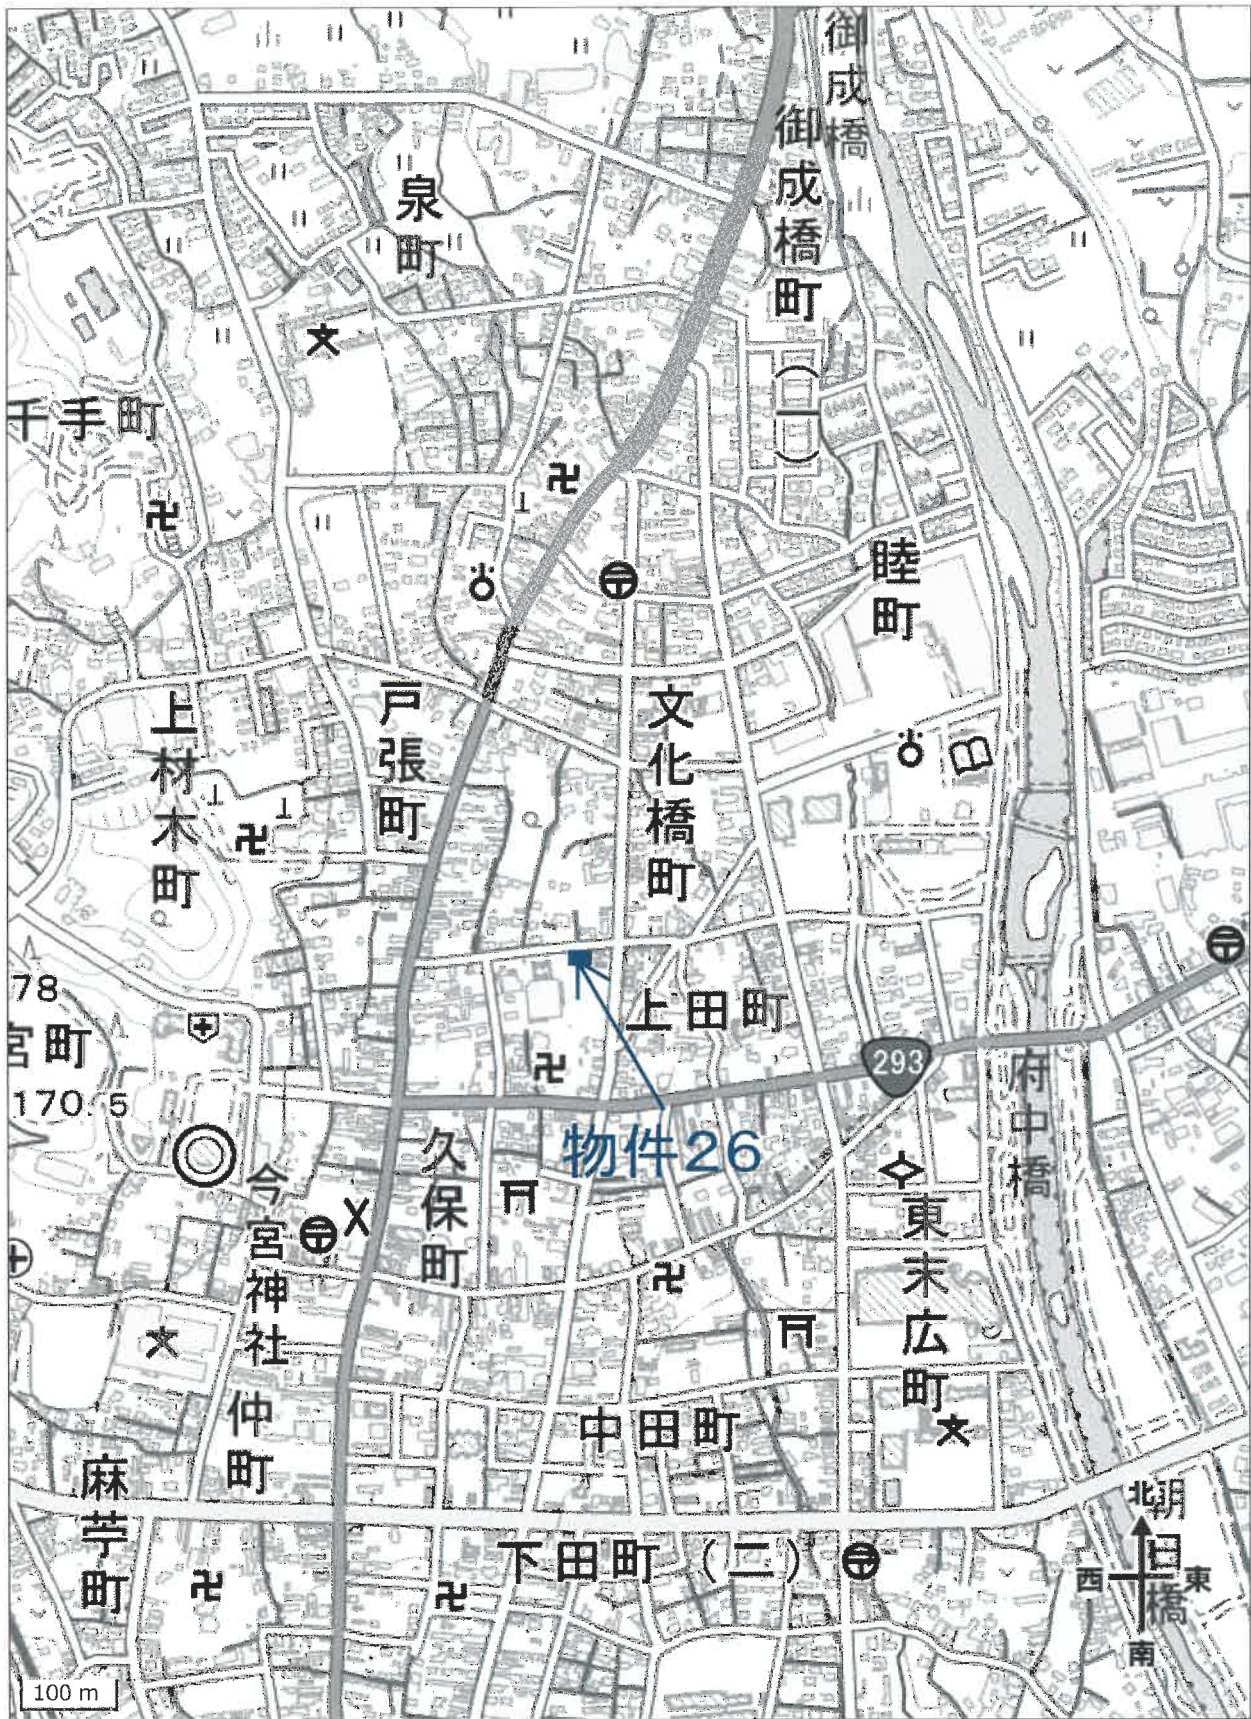 御成橋
御成橋町(一)
泉町
千手町
睦町
文化橋町
戸張町
上材木町
78
宮町
170.5
上田町
293
府中橋
物件26
久保町
今宮神社
東末広町
仲町
中田町
麻苧町
下田町(二)
朝日橋
北
西
東
南
100 m